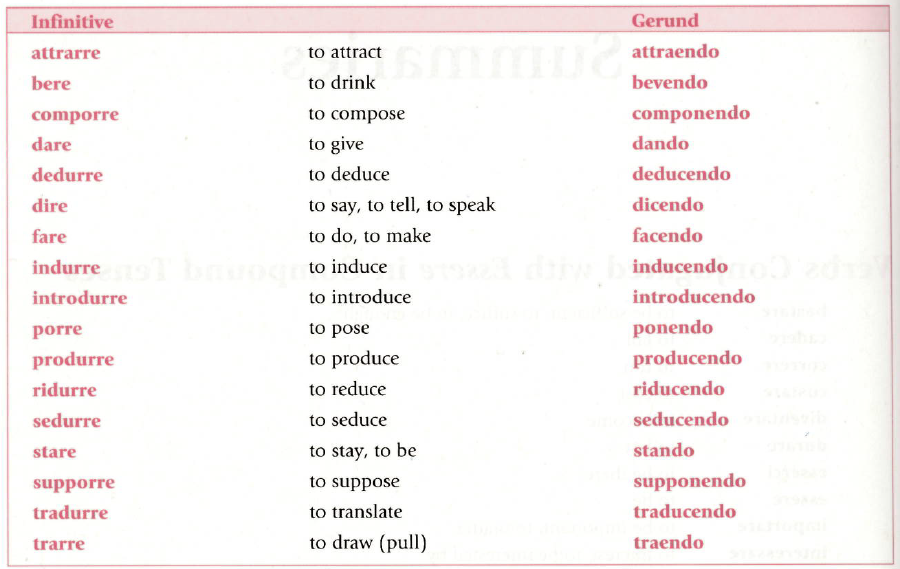 Infinitive Gerund
attrarre to attract attraendo
bere to drink bevendo
comporre to compose componendo
dare to give dando
dedurre to deduce deducendo
dire to say, to tell, to speak dicendo
fare to do, to make facendo
indurre to induce inducendo
introdurre to introduce introducendo
porre to pose ponendo
produrre to produce producendo
ridurre to reduce riducendo
sedurre to seduce seducendo
stare to stay, to be stando
supporre to suppose supponendo
tradurre to translate traducendo
trarre to draw (pull) traendo